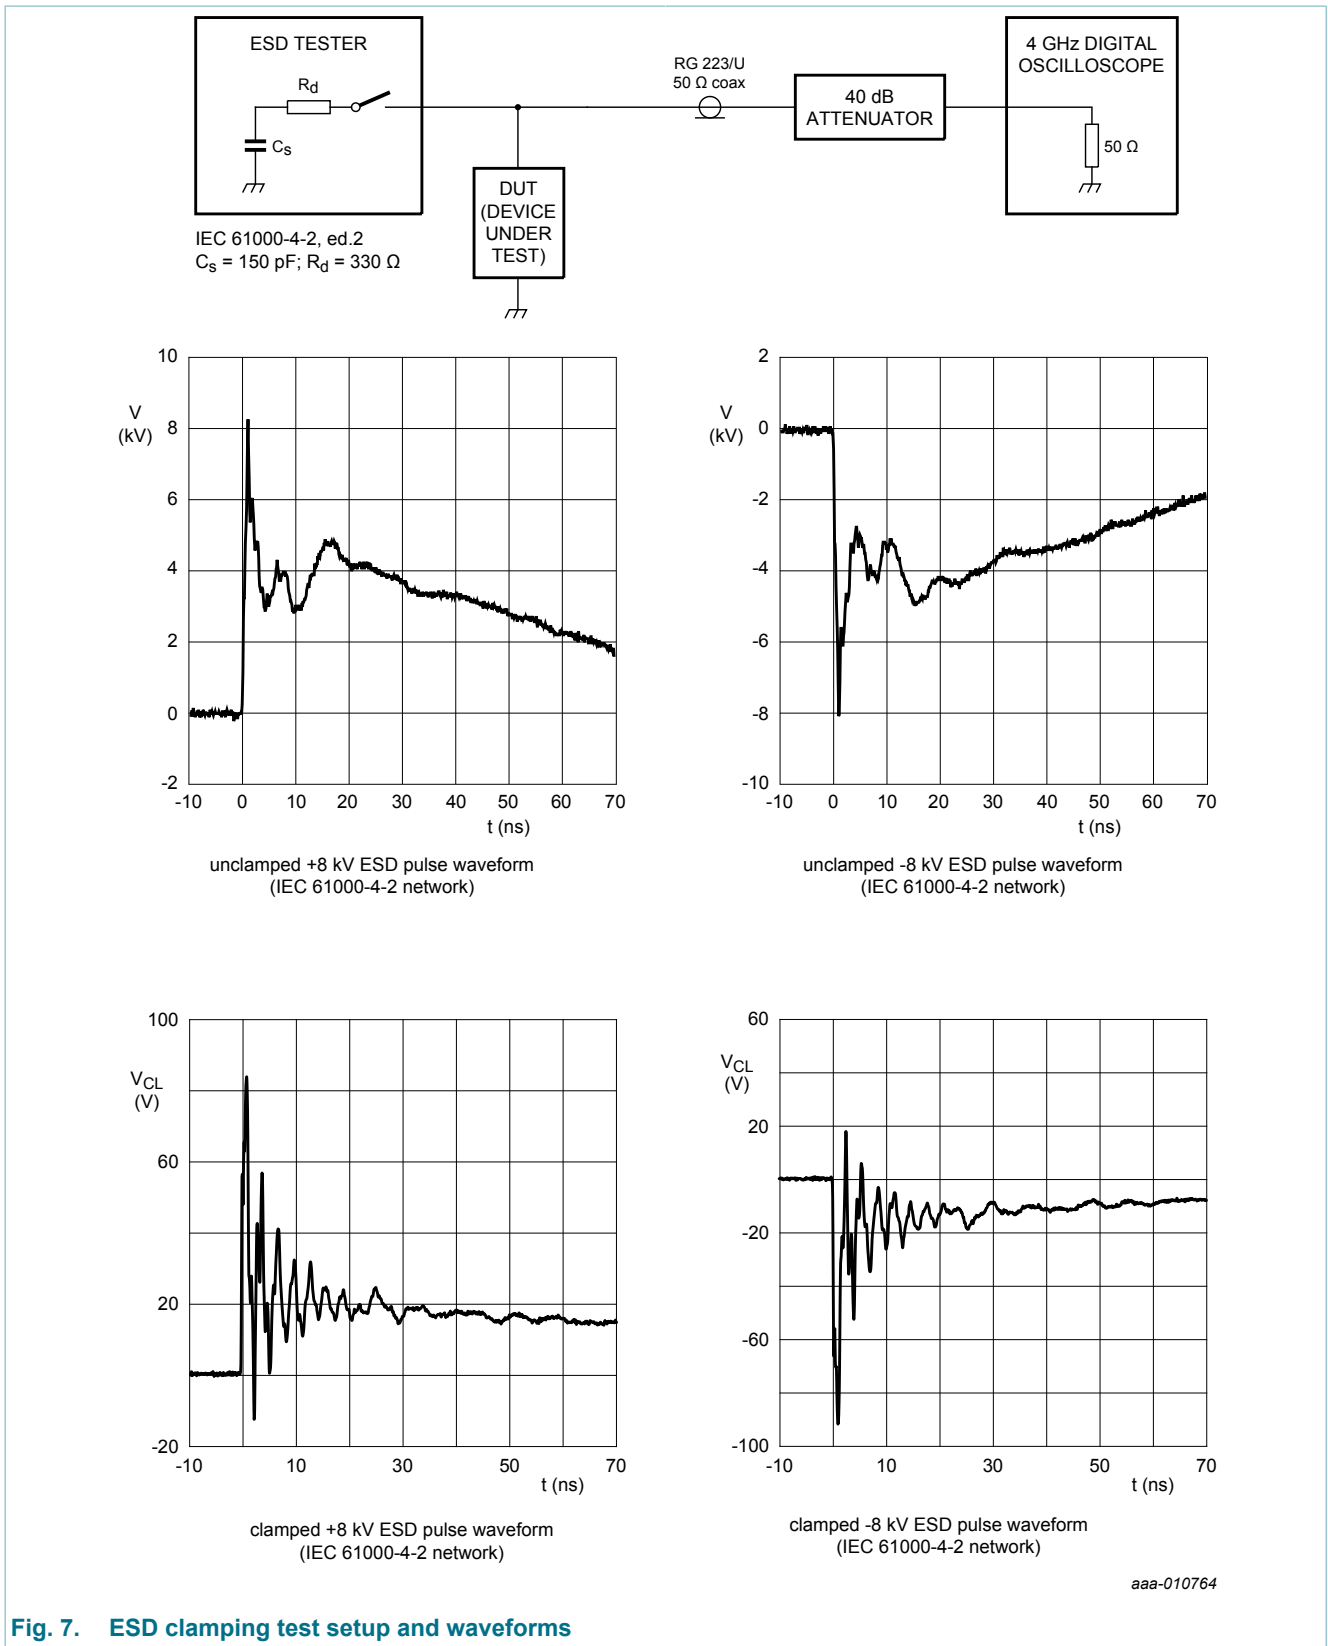 ESD TESTER
Rd
Cs
IEC 61000-4-2, ed.2
Cs = 150 pF; Rd = 330 Ω
DUT
(DEVICE
UNDER
TEST)
RG 223/U
50 Ω coax
40 dB
ATTENUATOR
4 GHz DIGITAL
OSCILLOSCOPE
50 Ω
V
(kV)
10
8
6
4
2
0
-2
-10 0 10 20 30 40 50 60 70
t (ns)
unclamped +8 kV ESD pulse waveform
(IEC 61000-4-2 network)
V
(kV)
2
0
-2
-4
-6
-8
-10
-10 0 10 20 30 40 50 60 70
t (ns)
unclamped -8 kV ESD pulse waveform
(IEC 61000-4-2 network)
VCL
(V)
100
60
20
-20
-10 10 30 50 70
t (ns)
clamped +8 kV ESD pulse waveform
(IEC 61000-4-2 network)
VCL
(V)
60
20
-20
-60
-100
-10 10 30 50 70
t (ns)
clamped -8 kV ESD pulse waveform
(IEC 61000-4-2 network)
aaa-010764
Fig. 7. ESD clamping test setup and waveforms